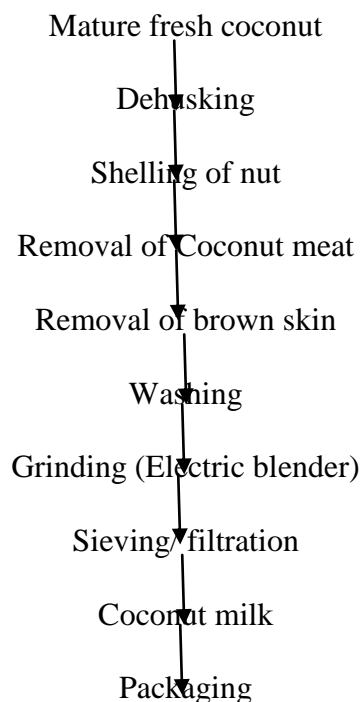 Mature fresh coconut
Dehusking
Shelling of nut
Removal of Coconut meat
Removal of brown skin
Washing
Grinding (Electric blender)
Sieving/ filtration
Coconut milk
Packaging